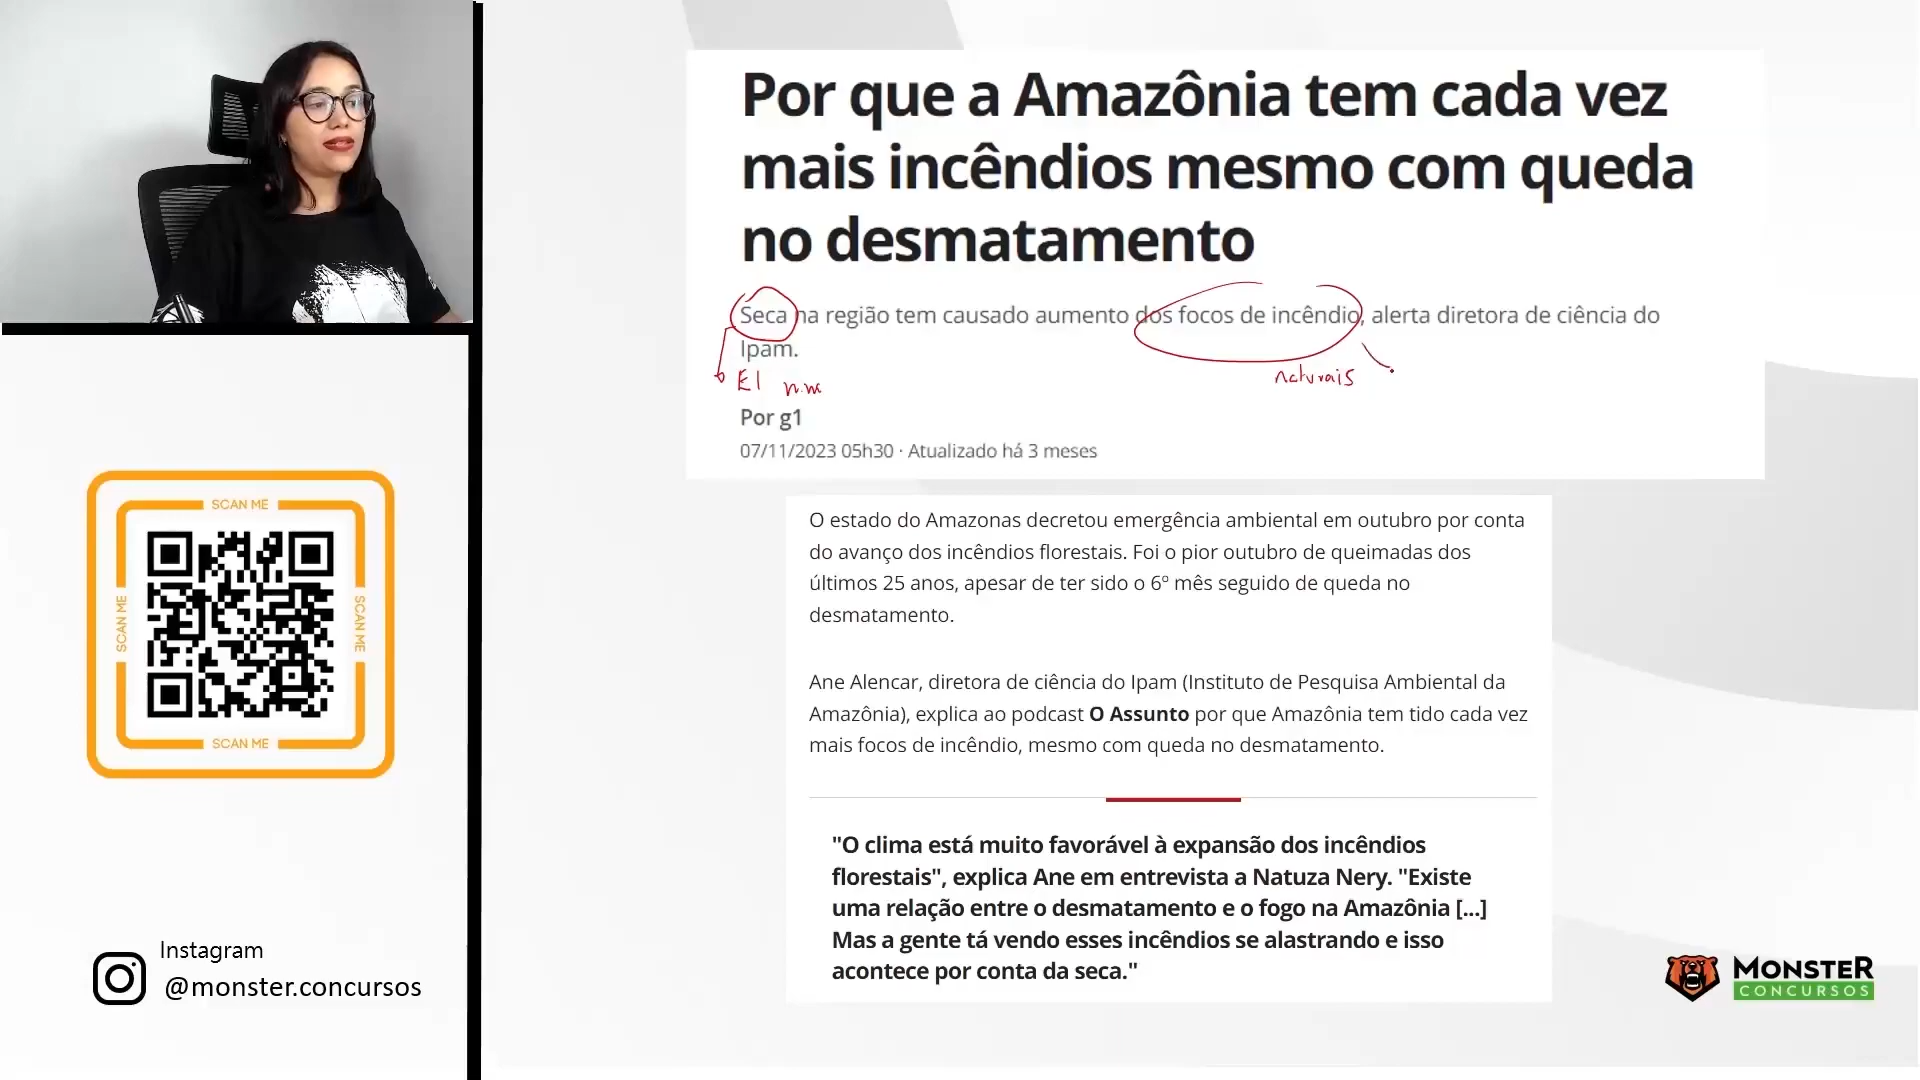 Por que a Amazônia tem cada vez
mais incêndios mesmo com queda
no desmatamento
Seca na região tem causado aumento dos focos de incêndio, alerta diretora de ciência do
Ipam.
El
naturais
Por g1
07/11/2023 05h30 · Atualizado há 3 meses
O estado do Amazonas decretou emergência ambiental em outubro por conta
do avanço dos incêndios florestais. Foi o pior outubro de queimadas dos
últimos 25 anos, apesar de ter sido o 6º mês seguido de queda no
desmatamento.
Ane Alencar, diretora de ciência do Ipam (Instituto de Pesquisa Ambiental da
Amazônia), explica ao podcast O Assunto por que Amazônia tem tido cada vez
mais focos de incêndio, mesmo com queda no desmatamento.
"O clima está muito favorável à expansão dos incêndios
florestais", explica Ane em entrevista a Natuza Nery. "Existe
uma relação entre o desmatamento e o fogo na Amazônia [...]
Mas a gente tá vendo esses incêndios se alastrando e isso
acontece por conta da seca."
SCAN ME
SCAN ME
SCAN ME
SCAN ME
Instagram
@monster.concursos
MONSTER
CONCURSOS